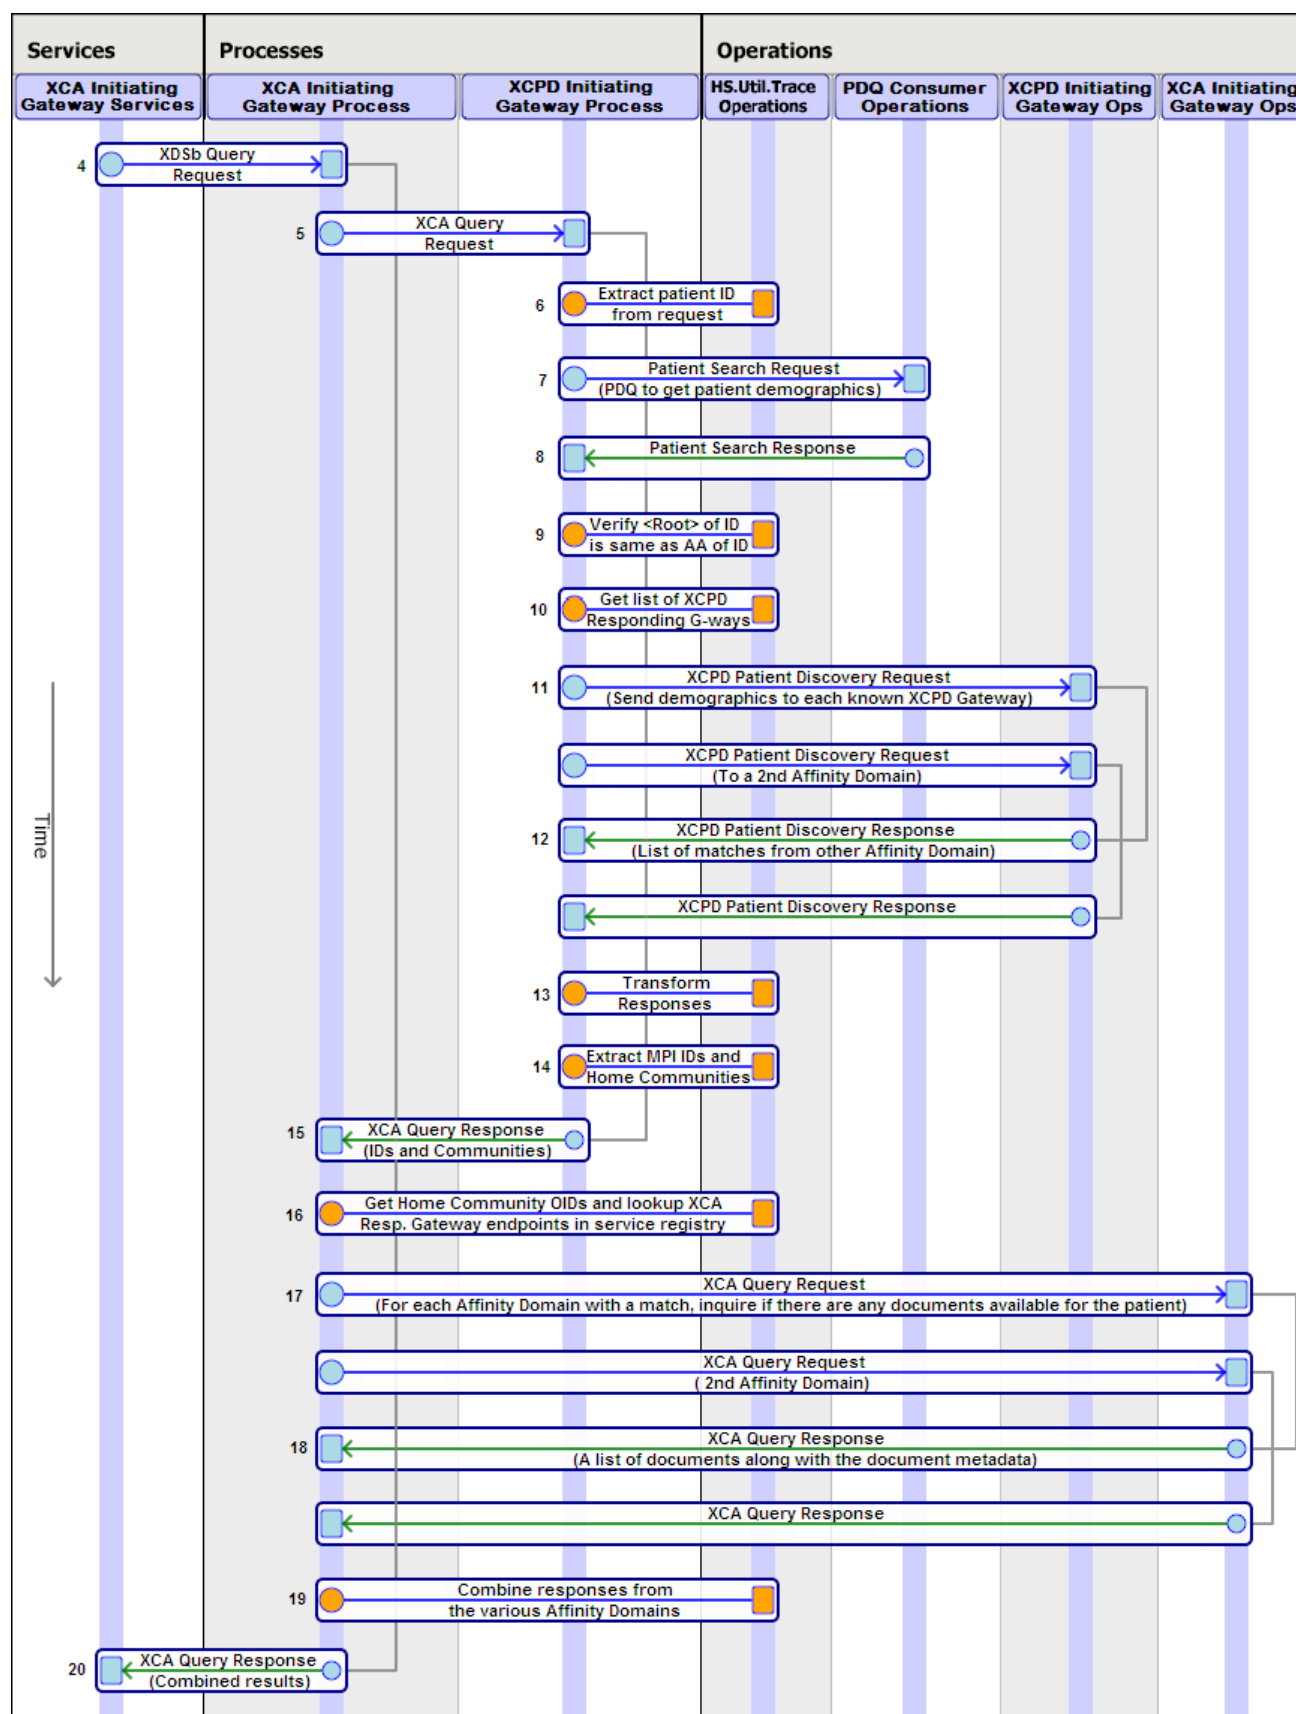 Services
Processes
Operations
XCA Initiating
Gateway Services
XCA Initiating
Gateway Process
XCPD Initiating
Gateway Process
HS.Util.Trace
Operations
PDQ Consumer
Operations
XCPD Initiating
Gateway Ops
XCA Initiating
Gateway Ops
4
XDSb Query
Request
5
XCA Query
Request
6
Extract patient ID
from request
7
Patient Search Request
(PDQ to get patient demographics)
8
Patient Search Response
9
Verify <Root> of ID
is same as AA of ID
10
Get list of XCPD
Responding G-ways
11
XCPD Patient Discovery Request
(Send demographics to each known XCPD Gateway)
XCPD Patient Discovery Request
(To a 2nd Affinity Domain)
Time
12
XCPD Patient Discovery Response
(List of matches from other Affinity Domain)
XCPD Patient Discovery Response
13
Transform
Responses
14
Extract MPI IDs and
Home Communities
15
XCA Query Response
(IDs and Communities)
16
Get Home Community OIDs and lookup XCA
Resp. Gateway endpoints in service registry
17
XCA Query Request
(For each Affinity Domain with a match, inquire if there are any documents available for the patient)
XCA Query Request
( 2nd Affinity Domain)
18
XCA Query Response
(A list of documents along with the document metadata)
XCA Query Response
19
Combine responses from
the various Affinity Domains
20
XCA Query Response
(Combined results)